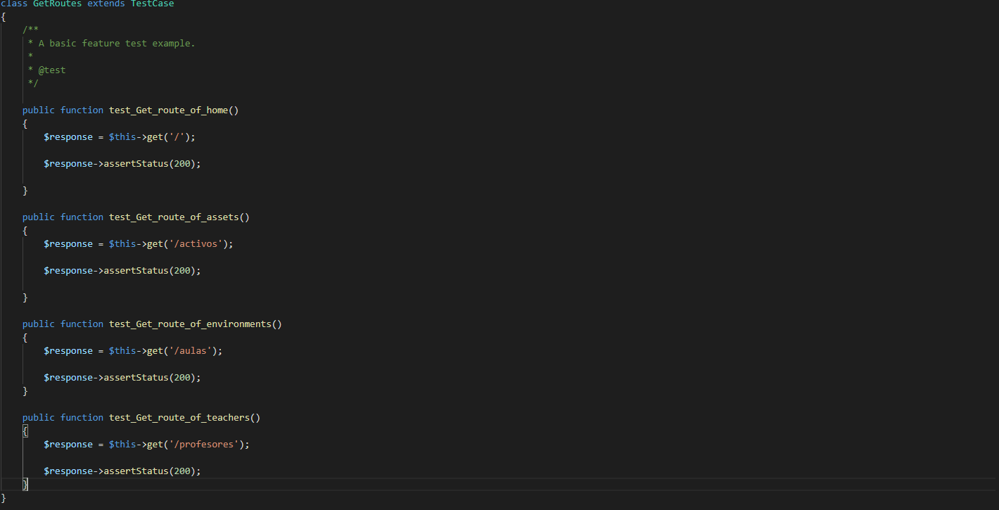 class GetRoutes extends TestCase
{
/**
* A basic feature test example.
*
* @test
*/
public function test_Get_route_of_home()
{
$response = $this->get('/');
$response->assertStatus(200);
}
public function test_Get_route_of_assets()
{
$response = $this->get('/activos');
$response->assertStatus(200);
}
public function test_Get_route_of_environments()
{
$response = $this->get('/aulas');
$response->assertStatus(200);
}
public function test_Get_route_of_teachers()
{
$response = $this->get('/profesores');
$response->assertStatus(200);
}
}